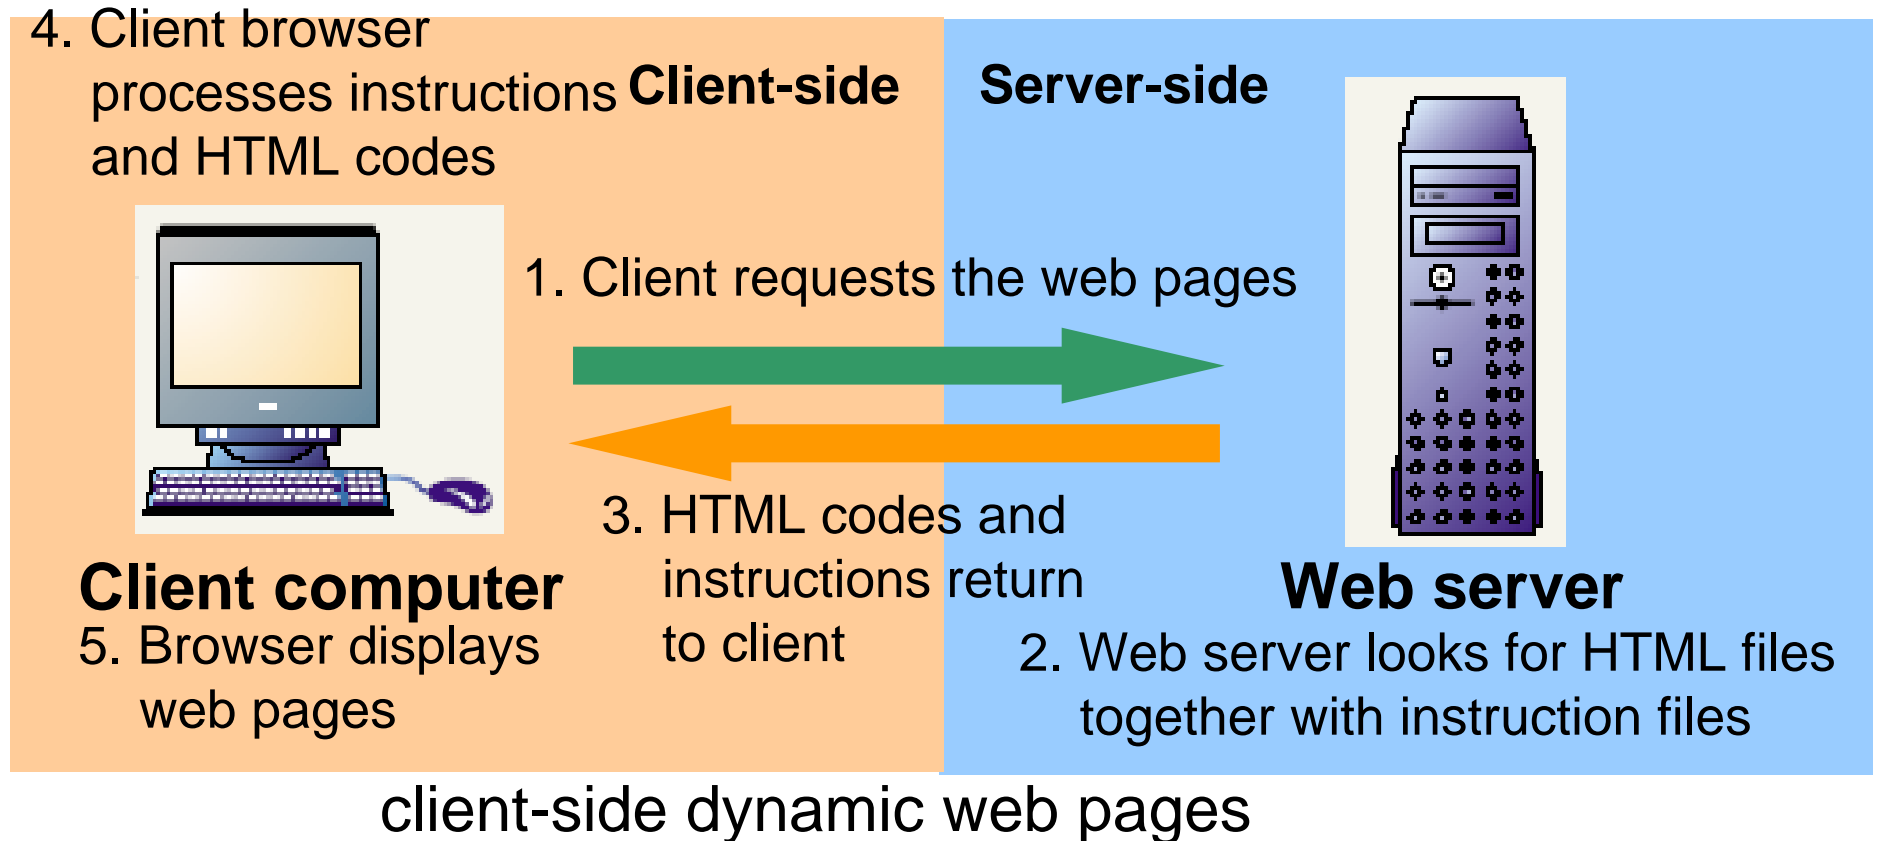 4. Client browser
processes instructions
and HTML codes
Client-side
Server-side
1. Client requests the web pages
3. HTML codes and
instructions return
to client
Client computer
5. Browser displays
web pages
Web server
2. Web server looks for HTML files
together with instruction files
client-side dynamic web pages